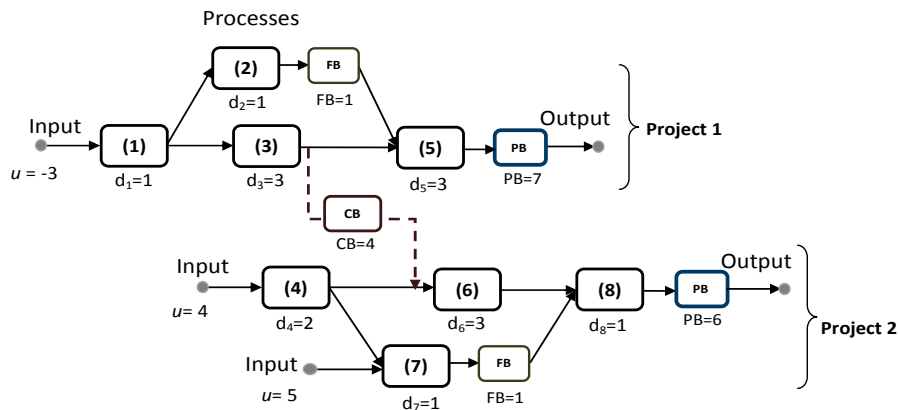 Processes
(2)
FB
d2=1
FB=1
Input
Output
(1)
(3)
(5)
PB
Project 1
u = -3
d1=1
d3=3
d5=3
PB=7
CB
CB=4
Input
Output
(4)
(6)
(8)
PB
u= 4
d4=2
d6=3
d8=1
PB=6
Project 2
Input
(7)
FB
u= 5
d7=1
FB=1